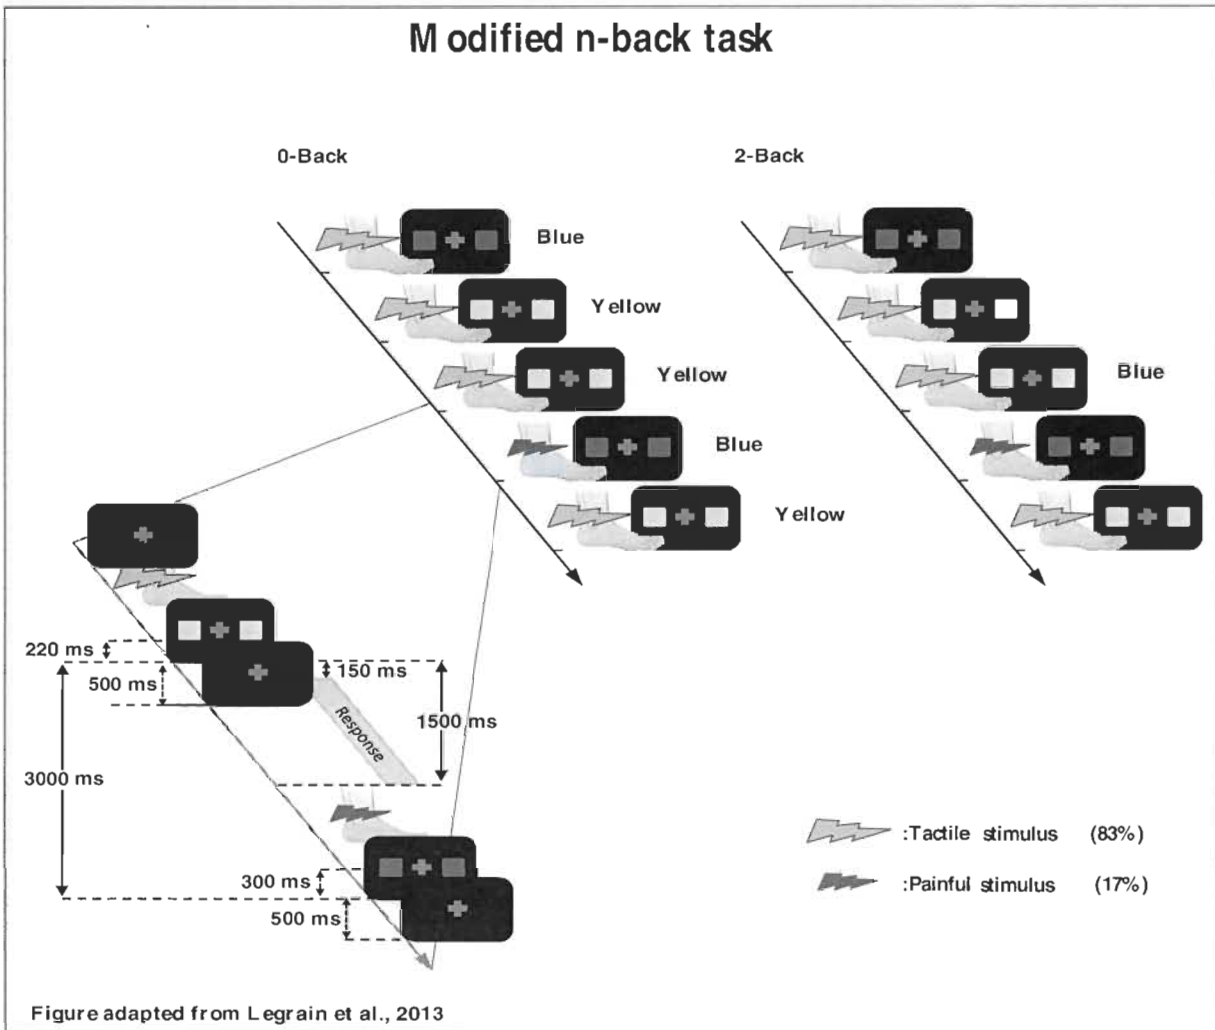 Modified n-back task
0-Back
2-Back
Blue
Yellow
Yellow
Blue
Blue
Yellow
220 ms
500 ms
150 ms
1500 ms
Response
3000 ms
:Tactile stimulus (83%)
300 ms
:Painful stimulus (17%)
500 ms
Figure adapted from Legrain et al., 2013